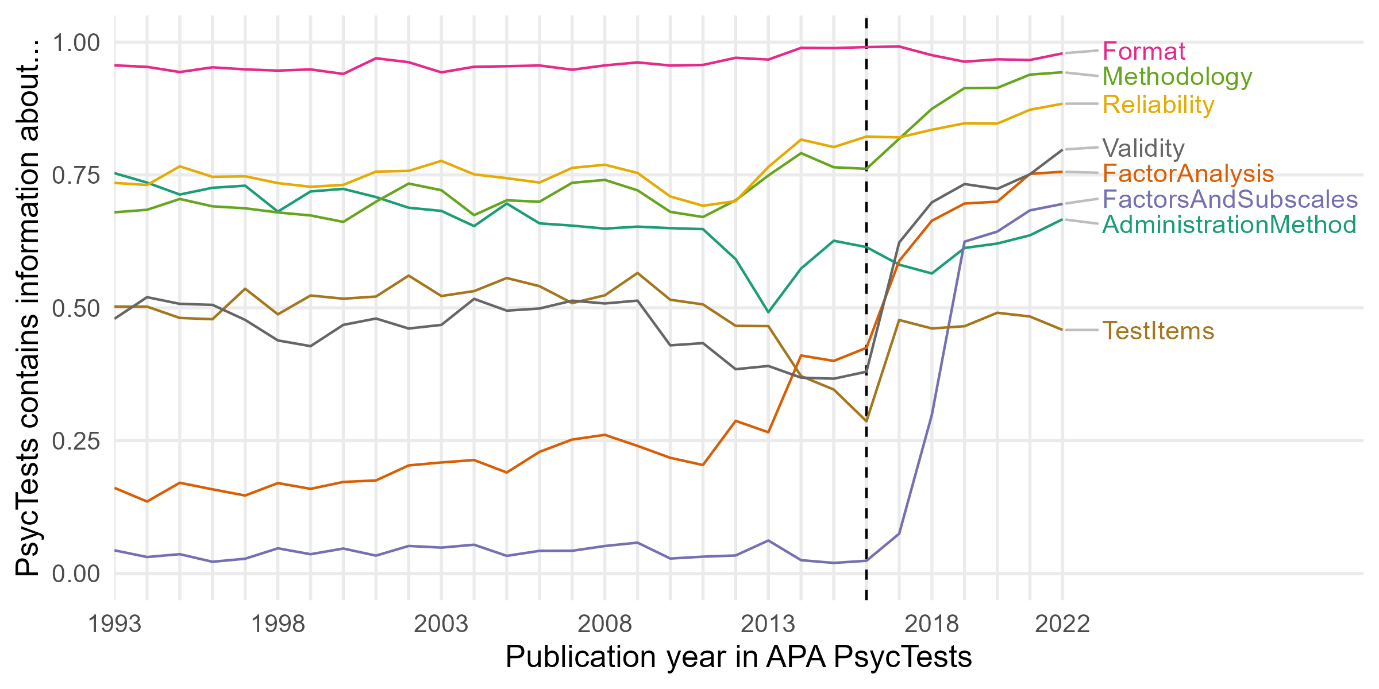 PsycTests contains information about...
1.00
0.75
0.50
0.25
0.00
1993 1998 2003 2008 2013 2018 2022
Publication year in APA PsycTests
Format
Methodology
Reliability
Validity
FactorAnalysis
FactorsAndSubscales
AdministrationMethod
TestItems